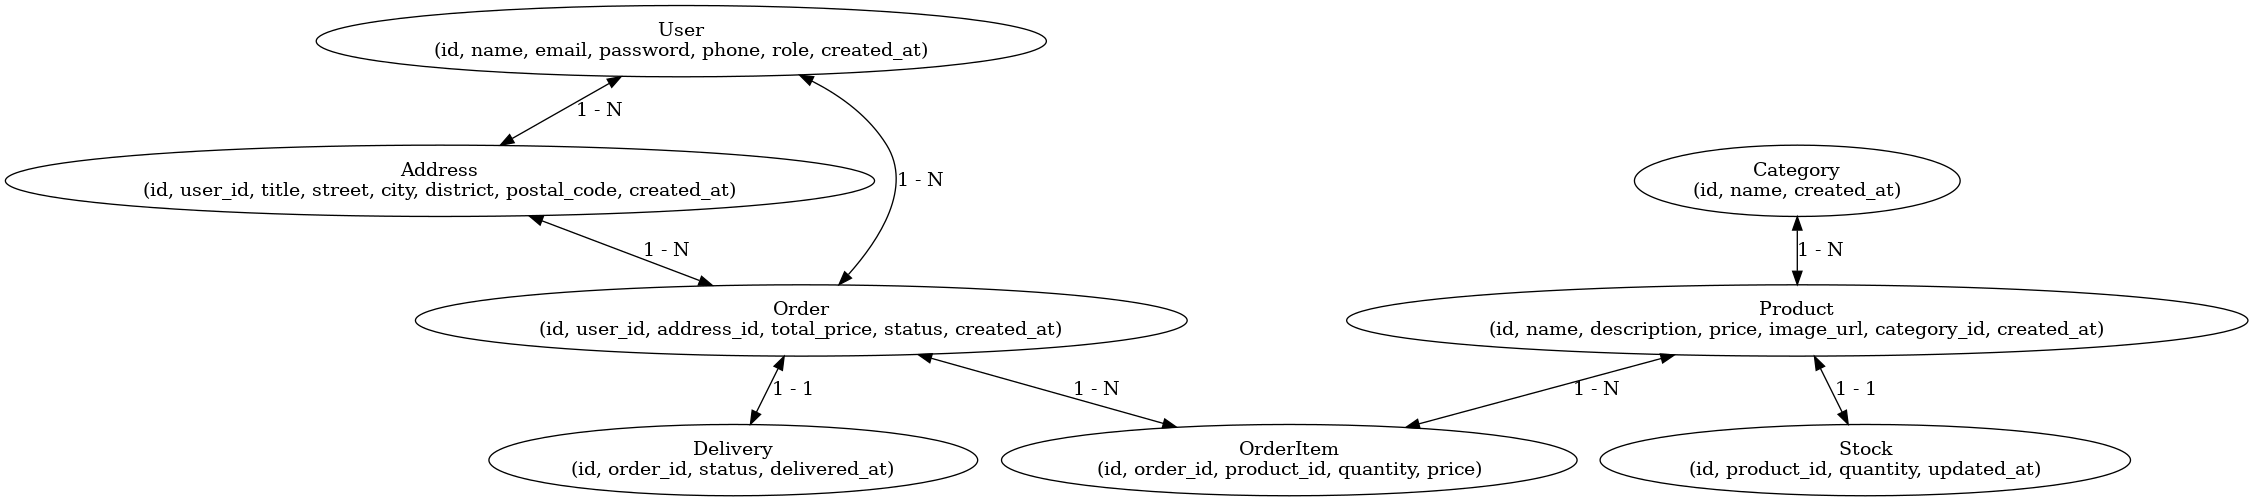 User
(id, name, email, password, phone, role, created_at)
1 - N
Address
(id, user_id, title, street, city, district, postal_code, created_at)
1 - N
Category
(id, name, created_at)
1 - N
1 - N
Order
(id, user_id, address_id, total_price, status, created_at)
Product
(id, name, description, price, image_url, category_id, created_at)
1 - 1
1 - N
1 - N
1 - 1
Delivery
(id, order_id, status, delivered_at)
OrderItem
(id, order_id, product_id, quantity, price)
Stock
(id, product_id, quantity, updated_at)